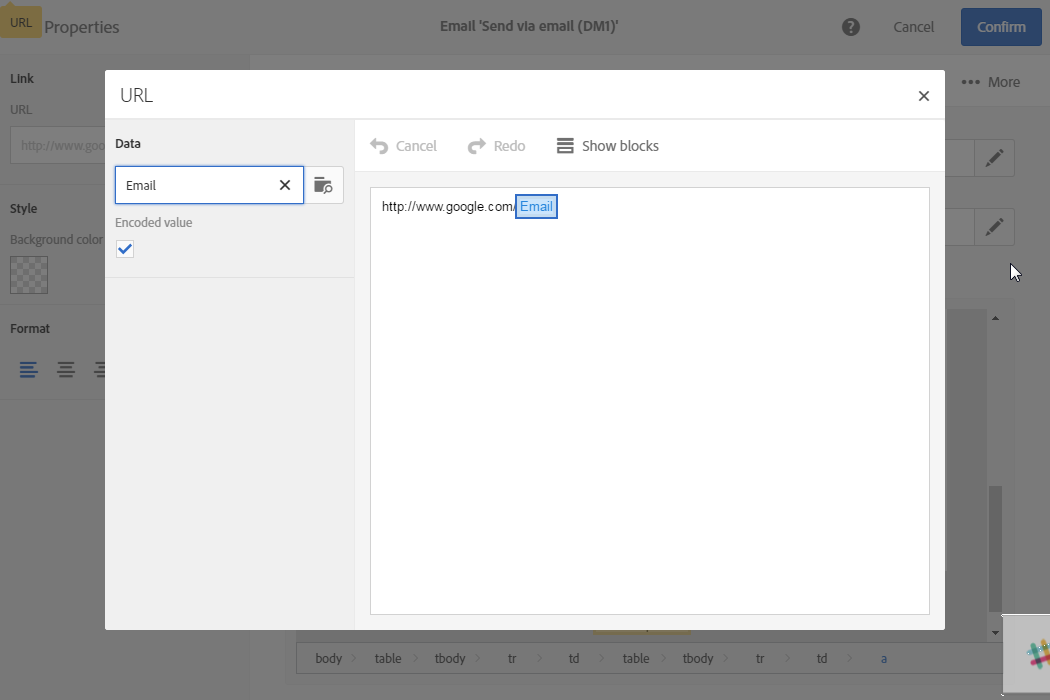 URL
Properties
Email 'Send via email (DM1)'
?
Cancel
Confirm
Link
URL
http://www.goo
More
Style
Background color
Format
URL
Data
Email
Encoded value
Cancel
Redo
Show blocks
http://www.google.com/Email
body table tbody tr td table tbody tr td a